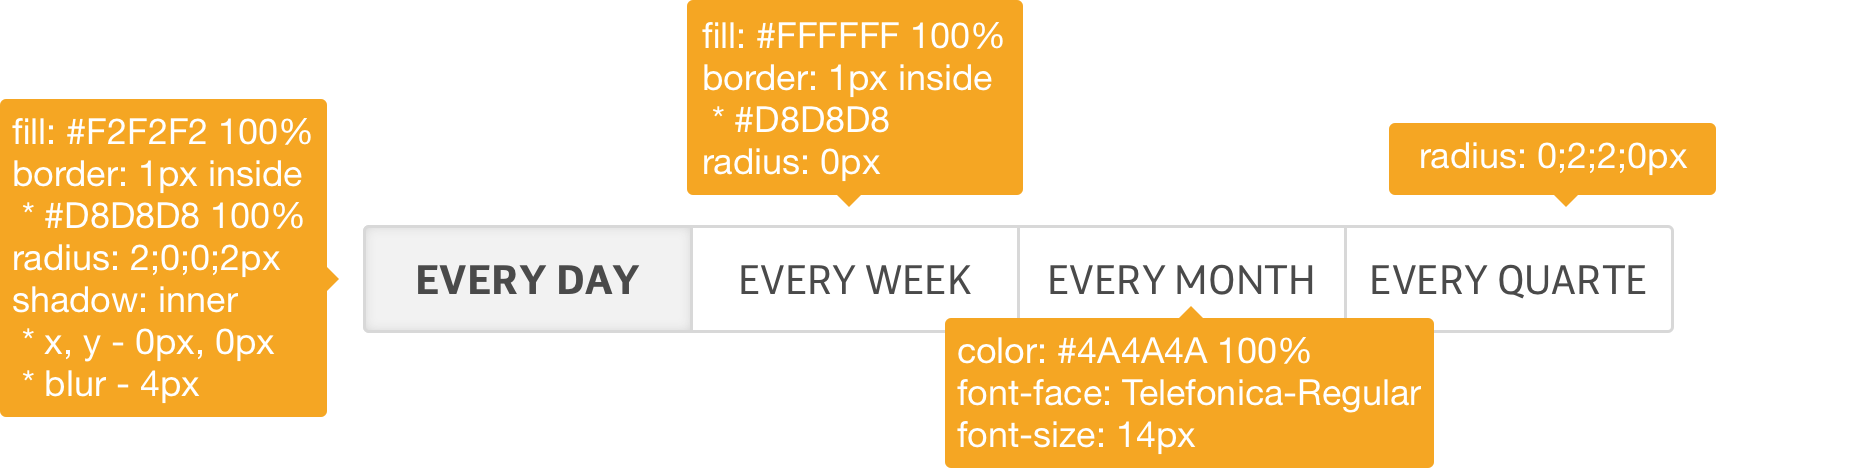 fill: #FFFFFF 100%
border: 1px inside
* #D8D8D8
radius: 0px
fill: #F2F2F2 100%
border: 1px inside
* #D8D8D8 100%
radius: 2;0;0;2px
shadow: inner
* x, y - 0px, 0px
* blur - 4px
radius: 0;2;2;0px
EVERY DAY
EVERY WEEK
EVERY MONTH
EVERY QUARTE
color: #4A4A4A 100%
font-face: Telefonica-Regular
font-size: 14px